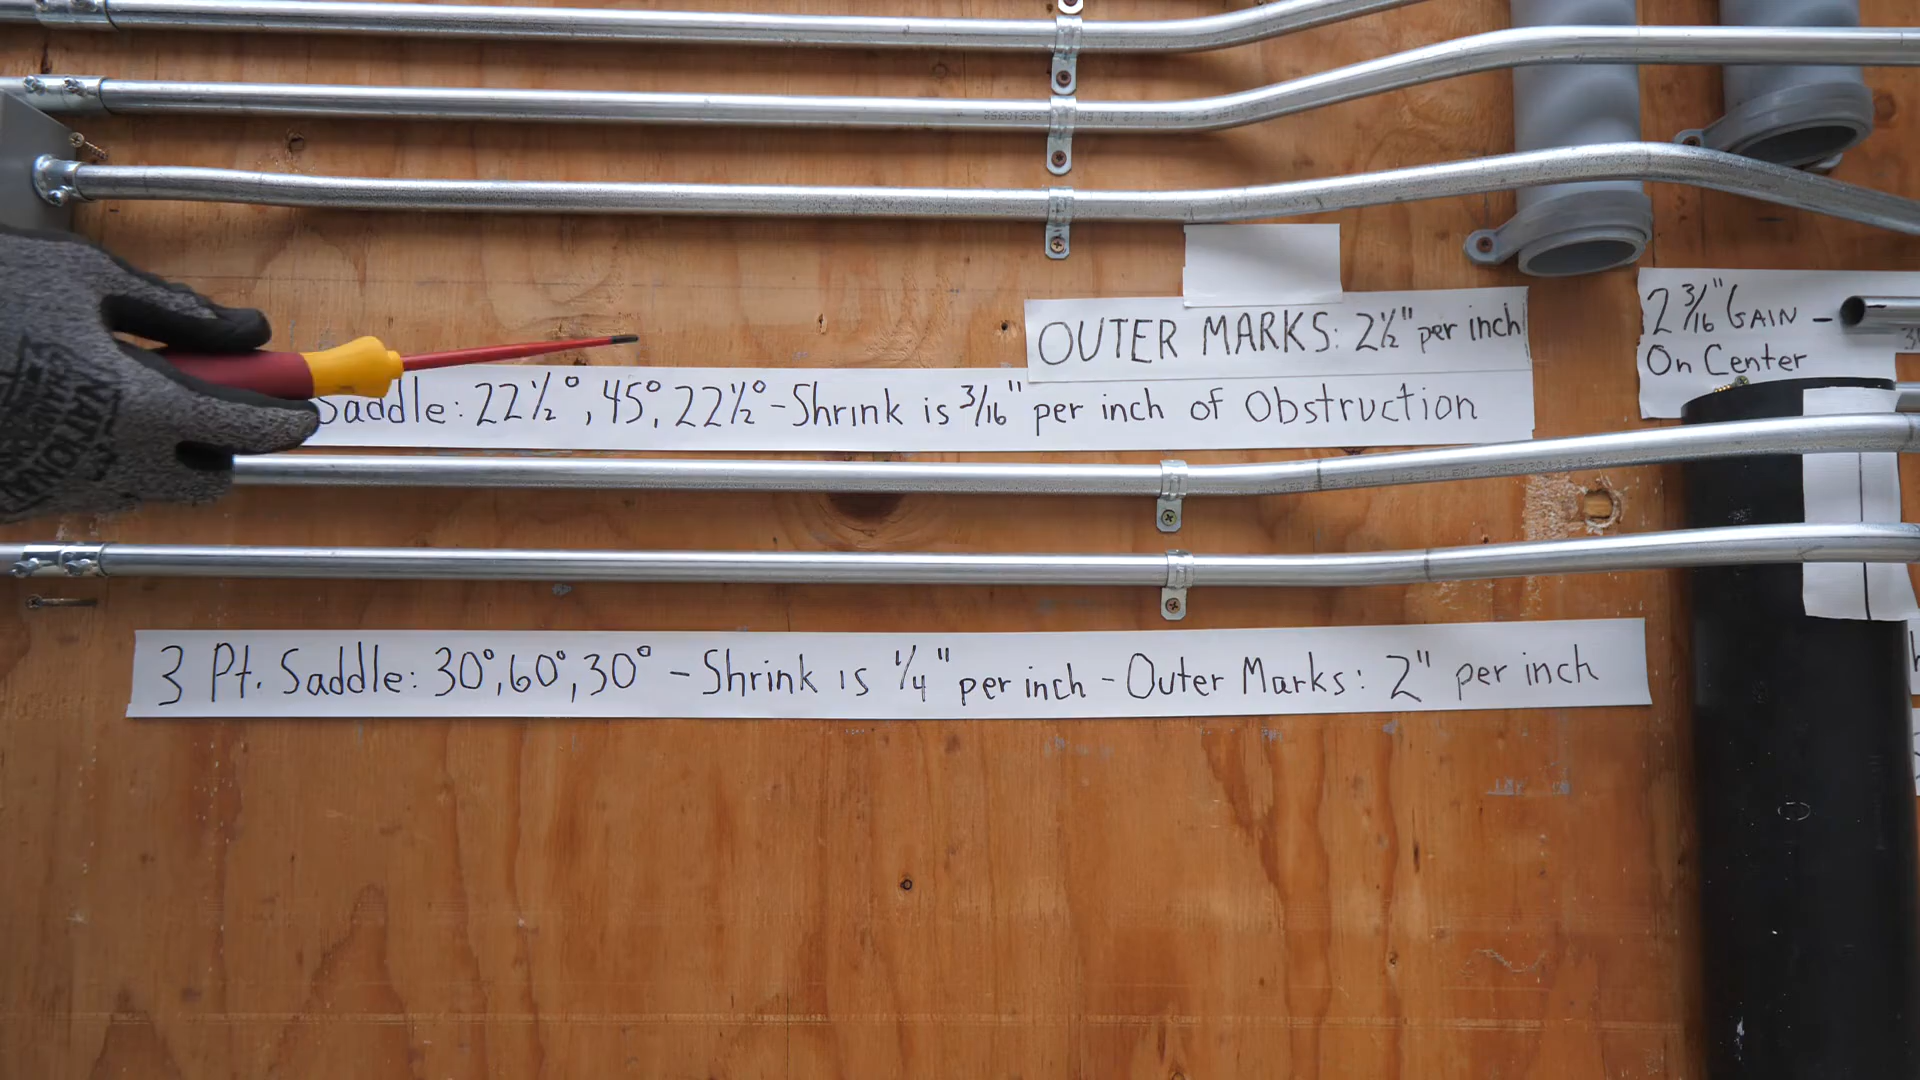 OUTER MARKS: 2½" per inch
2 3/16" GAIN -
On Center
Saddle: 22½°, 45°, 22½° - Shrink is 3/16" per inch of Obstruction
3 Pt. Saddle: 30°, 60°, 30° - Shrink is ¼" per inch - Outer Marks: 2" per inch
NATIONAL